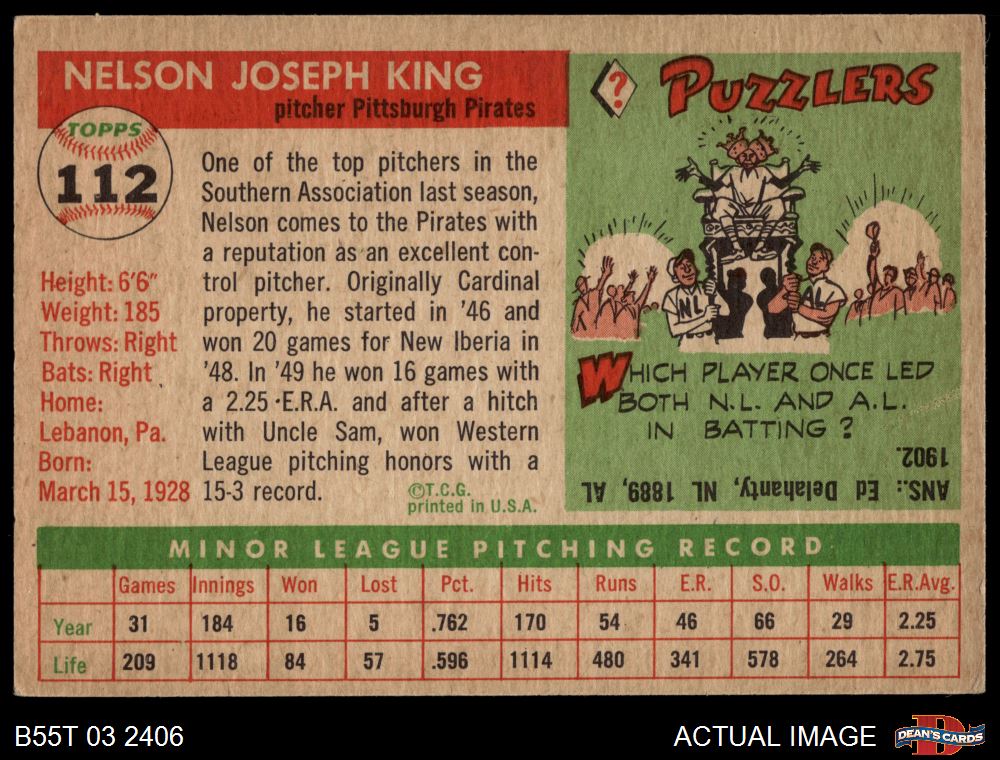 NELSON JOSEPH KING
pitcher Pittsburgh Pirates
TOPPS
112
Height: 6'6"
Weight: 185
Throws: Right
Bats: Right
Home:
Lebanon, Pa.
Born:
March 15, 1928
One of the top pitchers in the
Southern Association last season,
Nelson comes to the Pirates with
a reputation as an excellent con-
trol pitcher. Originally Cardinal
property, he started in '46 and
won 20 games for New Iberia in
'48. In '49 he won 16 games with
a 2.25 E.R.A. and after a hitch
with Uncle Sam, won Western
League pitching honors with a
15-3 record.
©T.C.G.
printed in U.S.A.
?
PUZZLERS
NL
AL
WHICH PLAYER ONCE LED
BOTH N.L. AND A.L.
IN BATTING?
ANS.: Ed Delahanty, NL 1889, AL
1902.
MINOR LEAGUE PITCHING RECORD
Games Innings Won Lost Pct. Hits Runs E.R. S.O. Walks E.R.Avg.
Year 31 184 16 5 .762 170 54 46 66 29 2.25
Life 209 1118 84 57 .596 1114 480 341 578 264 2.75
B55T 03 2406
ACTUAL IMAGE
D
DEAN'S CARDS